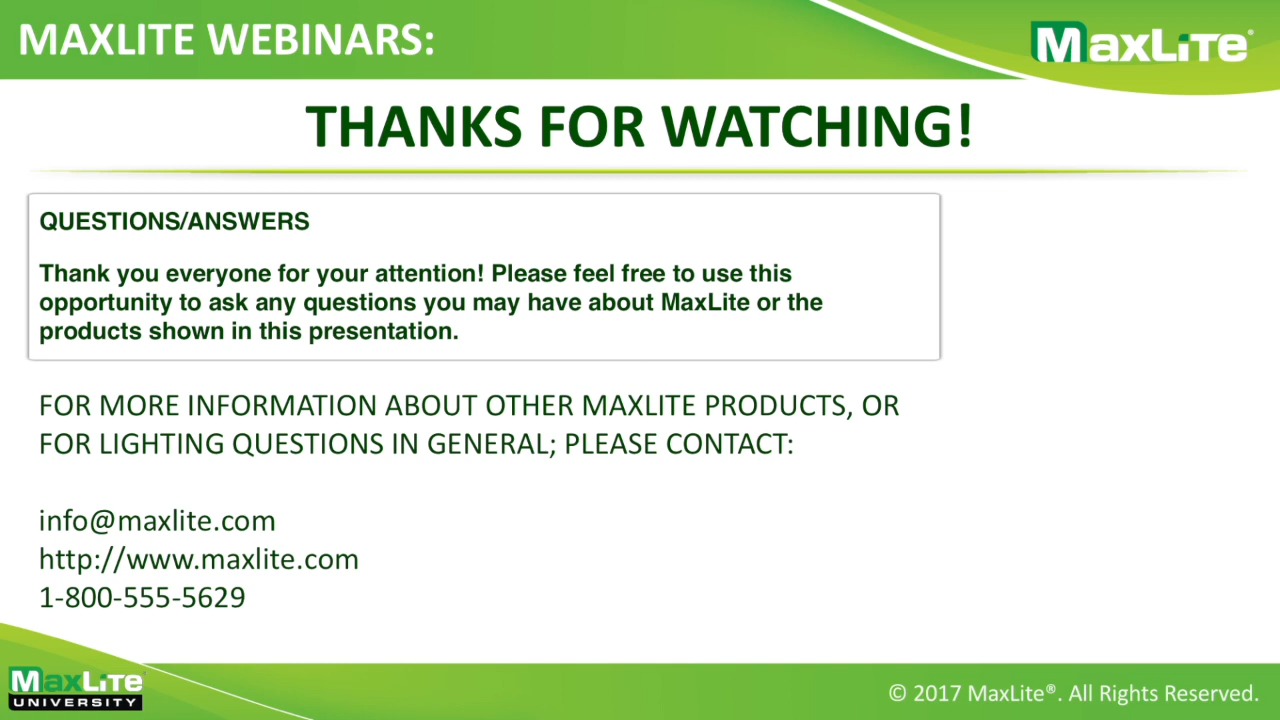 MAXLITE WEBINARS:
MaxLite®
THANKS FOR WATCHING!
QUESTIONS/ANSWERS
Thank you everyone for your attention! Please feel free to use this
opportunity to ask any questions you may have about MaxLite or the
products shown in this presentation.
FOR MORE INFORMATION ABOUT OTHER MAXLITE PRODUCTS, OR
FOR LIGHTING QUESTIONS IN GENERAL; PLEASE CONTACT:
info@maxlite.com
http://www.maxlite.com
1-800-555-5629
MaxLite
UNIVERSITY
© 2017 MaxLite®. All Rights Reserved.